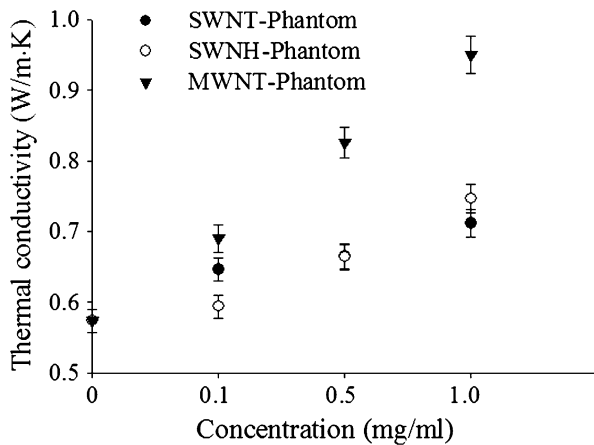 SWNT-Phantom
SWNH-Phantom
MWNT-Phantom
Thermal conductivity (W/m·K)
1.0
0.9
0.8
0.7
0.6
0.5
0
0.1
0.5
1.0
Concentration (mg/ml)